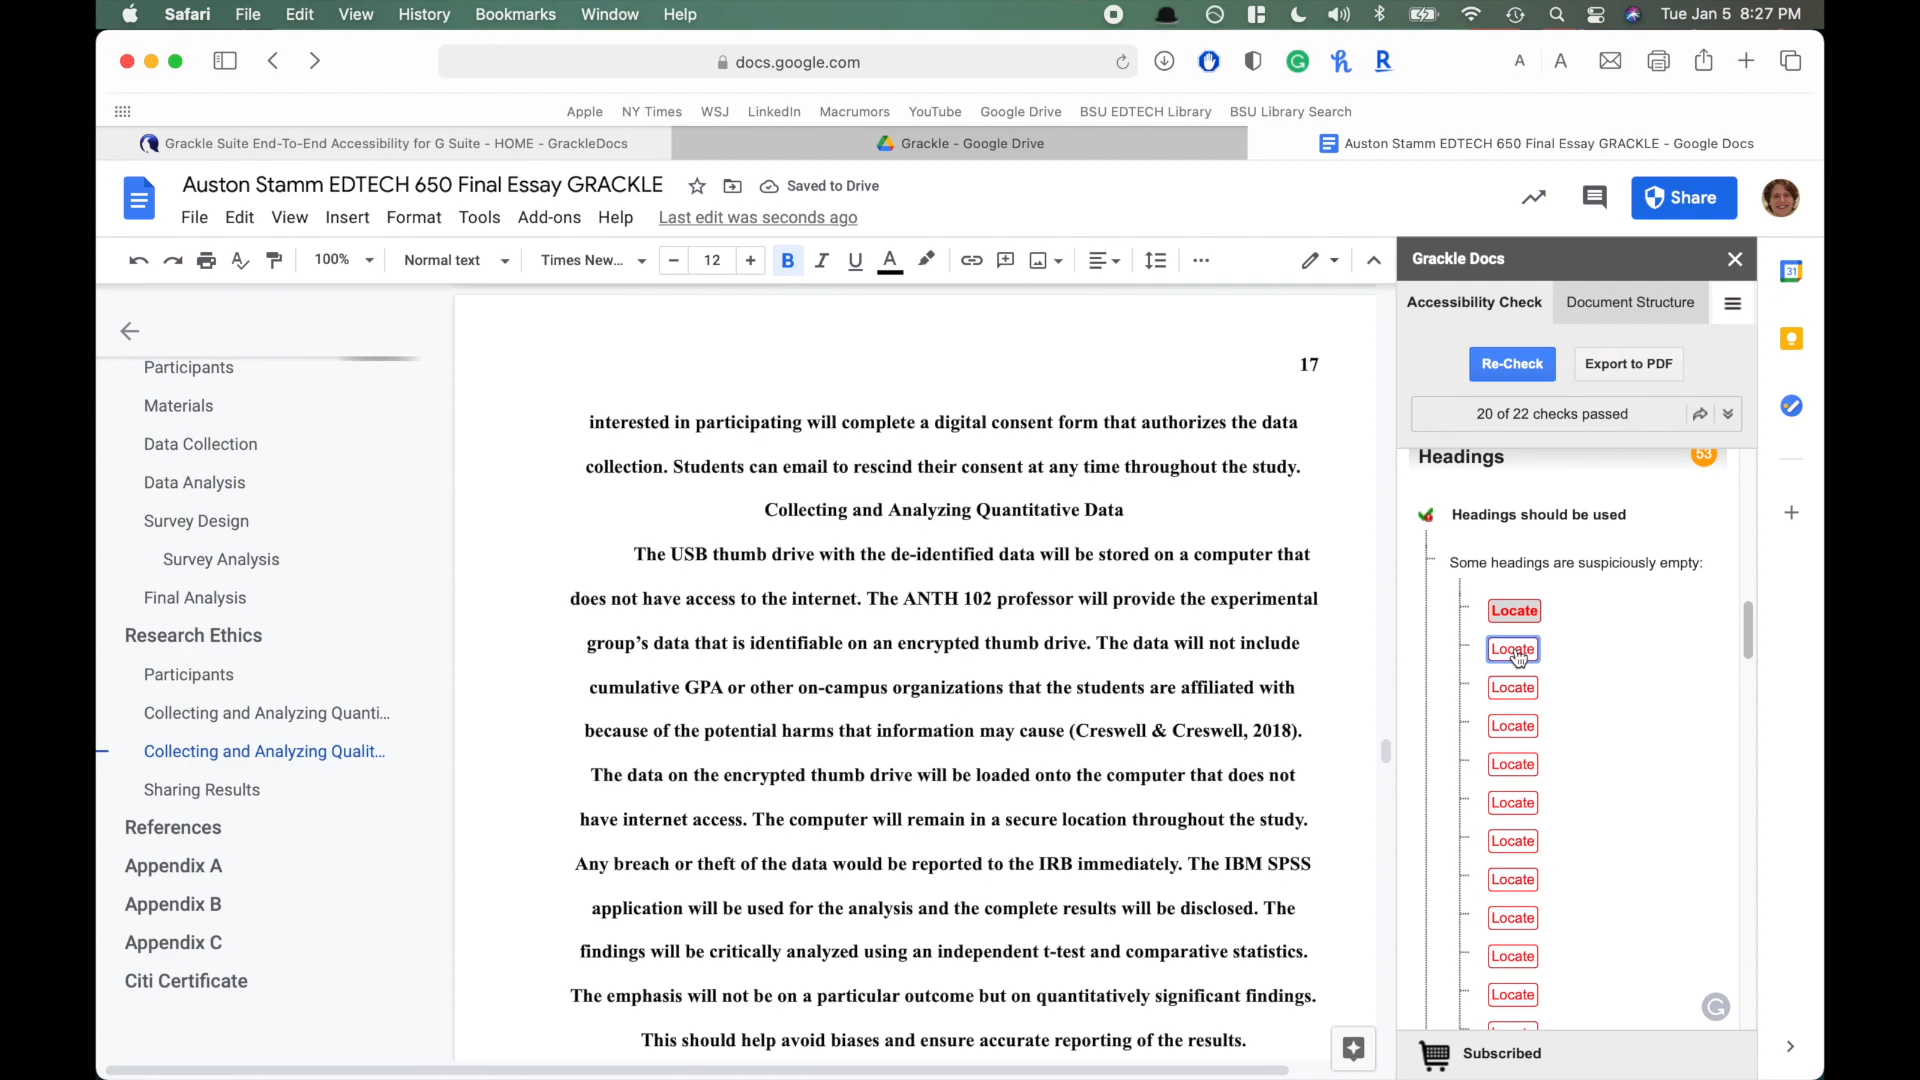 Safari File Edit View History Bookmarks Window Help Tue Jan 5 8:27 PM
docs.google.com
A A
Apple NY Times WSJ LinkedIn Macrumors YouTube Google Drive BSU EDTECH Library BSU Library Search
Grackle Suite End-To-End Accessibility for G Suite - HOME - GrackleDocs
Grackle - Google Drive
Auston Stamm EDTECH 650 Final Essay GRACKLE - Google Docs
Auston Stamm EDTECH 650 Final Essay GRACKLE Saved to Drive
File Edit View Insert Format Tools Add-ons Help Last edit was seconds ago
Share
100% Normal text Times New... 12 B I U A
Participants
Materials
Data Collection
Data Analysis
Survey Design
Survey Analysis
Final Analysis
Research Ethics
Participants
Collecting and Analyzing Quanti...
Collecting and Analyzing Qualit...
Sharing Results
References
Appendix A
Appendix B
Appendix C
Citi Certificate
17
interested in participating will complete a digital consent form that authorizes the data
collection. Students can email to rescind their consent at any time throughout the study.
Collecting and Analyzing Quantitative Data
The USB thumb drive with the de-identified data will be stored on a computer that
does not have access to the internet. The ANTH 102 professor will provide the experimental
group's data that is identifiable on an encrypted thumb drive. The data will not include
cumulative GPA or other on-campus organizations that the students are affiliated with
because of the potential harms that information may cause (Creswell & Creswell, 2018).
The data on the encrypted thumb drive will be loaded onto the computer that does not
have internet access. The computer will remain in a secure location throughout the study.
Any breach or theft of the data would be reported to the IRB immediately. The IBM SPSS
application will be used for the analysis and the complete results will be disclosed. The
findings will be critically analyzed using an independent t-test and comparative statistics.
The emphasis will not be on a particular outcome but on quantitatively significant findings.
This should help avoid biases and ensure accurate reporting of the results.
Grackle Docs
Accessibility Check Document Structure
Re-Check Export to PDF
20 of 22 checks passed
Headings 53
Headings should be used
Some headings are suspiciously empty:
Locate
Locate
Locate
Locate
Locate
Locate
Locate
Locate
Locate
Locate
Locate
Subscribed
31